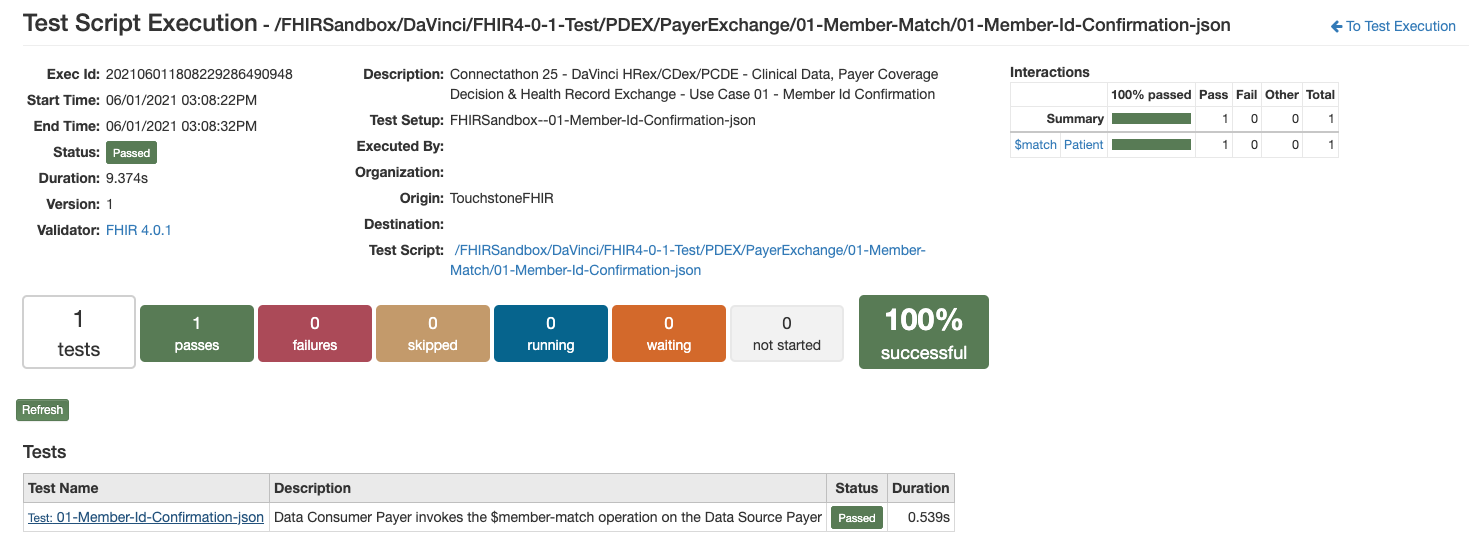 Test Script Execution - /FHIRSandbox/DaVinci/FHIR4-0-1-Test/PDEX/PayerExchange/01-Member-Match/01-Member-Id-Confirmation-json
To Test Execution
Exec Id: 202106011808229286490948
Start Time: 06/01/2021 03:08:22PM
End Time: 06/01/2021 03:08:32PM
Status: Passed
Duration: 9.374s
Version: 1
Validator: FHIR 4.0.1
Description: Connectathon 25 - DaVinci HRex/CDex/PCDE - Clinical Data, Payer Coverage
Decision & Health Record Exchange - Use Case 01 - Member Id Confirmation
Test Setup: FHIRSandbox--01-Member-Id-Confirmation-json
Executed By:
Organization:
Origin: TouchstoneFHIR
Destination:
Test Script: /FHIRSandbox/DaVinci/FHIR4-0-1-Test/PDEX/PayerExchange/01-Member-
Match/01-Member-Id-Confirmation-json
Interactions
100% passed Pass Fail Other Total
Summary 1 0 0 1
$match Patient 1 0 0 1
1 tests
1 passes
0 failures
0 skipped
0 running
0 waiting
0 not started
100% successful
Refresh
Tests
Test Name Description Status Duration
Test: 01-Member-Id-Confirmation-json Data Consumer Payer invokes the $member-match operation on the Data Source Payer Passed 0.539s